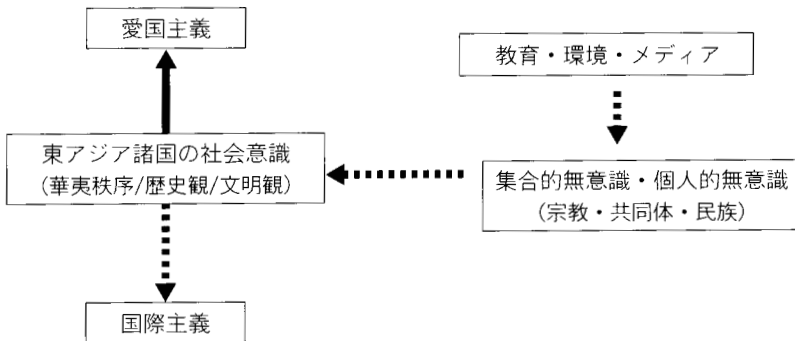 愛国主義
教育・環境・メディア
東アジア諸国の社会意識
(華夷秩序/歴史観/文明観)
集合的無意識・個人的無意識
(宗教・共同体・民族)
国際主義